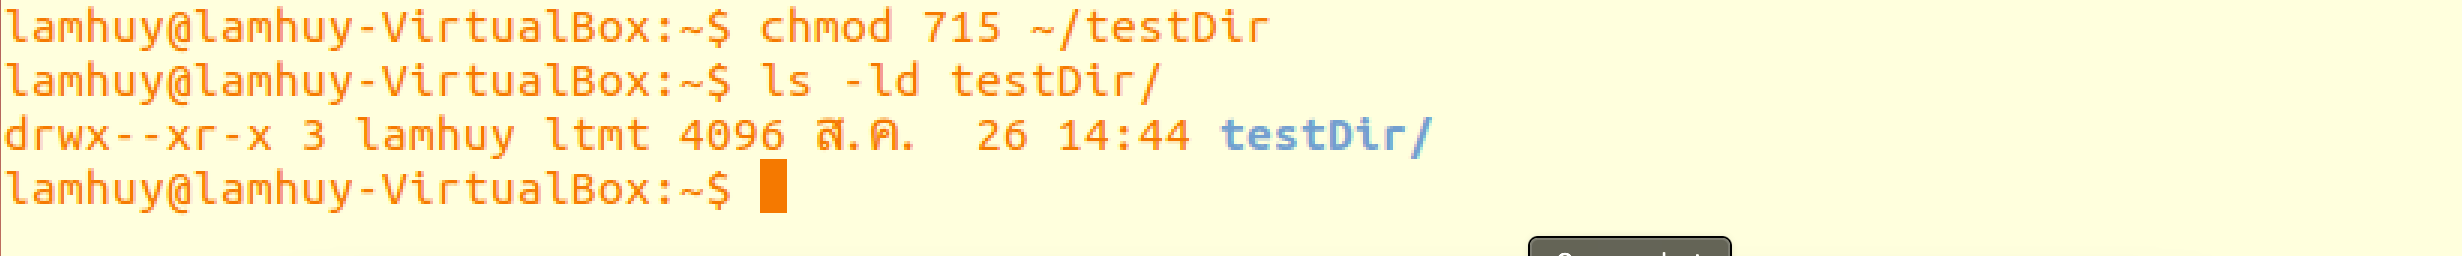 lamhuy@lamhuy-VirtualBox:~$ chmod 715 ~/testDir
lamhuy@lamhuy-VirtualBox:~$ ls -ld testDir/
drwx--xr-x 3 lamhuy ltmt 4096 ส.ค.  26 14:44 testDir/
lamhuy@lamhuy-VirtualBox:~$